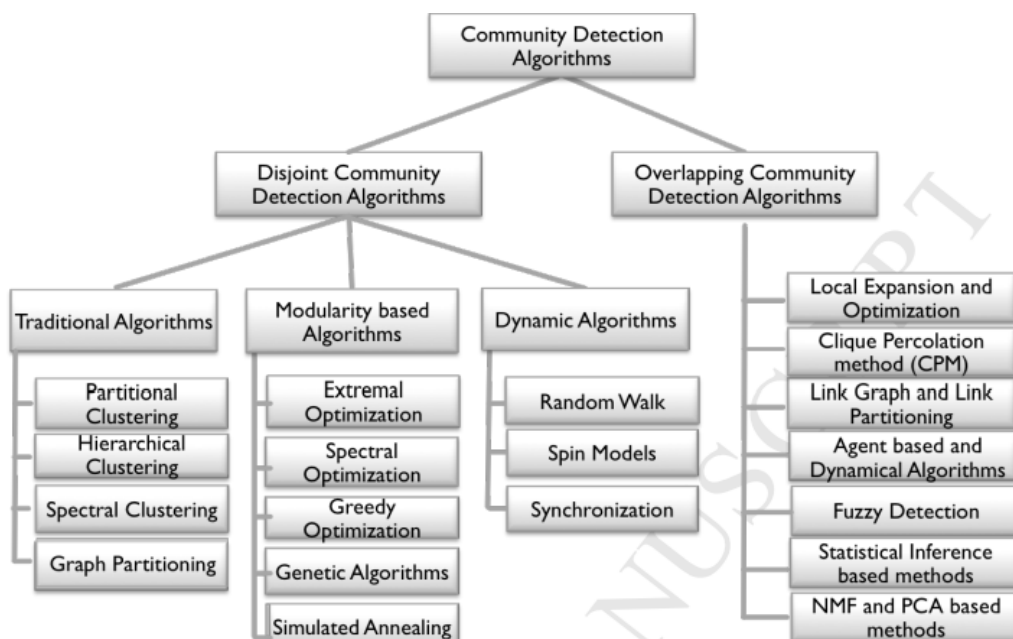 Community Detection
Algorithms
Disjoint Community
Detection Algorithms
Overlapping Community
Detection Algorithms
Traditional Algorithms
Partitional
Clustering
Hierarchical
Clustering
Spectral Clustering
Graph Partitioning
Modularity based
Algorithms
Extremal
Optimization
Spectral
Optimization
Greedy
Optimization
Genetic Algorithms
Simulated Annealing
Dynamic Algorithms
Random Walk
Spin Models
Synchronization
Local Expansion and
Optimization
Clique Percolation
method (CPM)
Link Graph and Link
Partitioning
Agent based and
Dynamical Algorithms
Fuzzy Detection
Statistical Inference
based methods
NMF and PCA based
methods